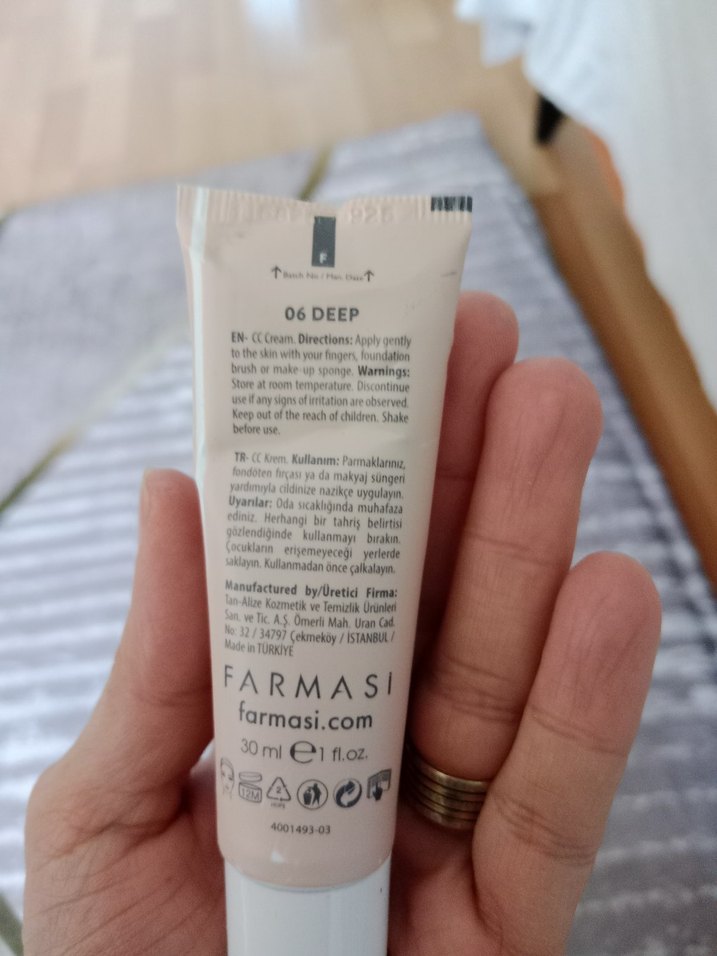 F
Batch No / Man. Date
06 DEEP
EN- CC Cream. Directions: Apply gently
to the skin with your fingers, foundation
brush or make-up sponge. Warnings:
Store at room temperature. Discontinue
use if any signs of irritation are observed.
Keep out of the reach of children. Shake
before use.
TR- CC Krem. Kullanım: Parmaklarınız,
fondöten fırçası ya da makyaj süngeri
yardımıyla cildinize nazikçe uygulayın.
Uyarılar: Oda sıcaklığında muhafaza
ediniz. Herhangi bir tahriş belirtisi
gözlendiğinde kullanmayı bırakın.
Çocukların erişemeyeceği yerlerde
saklayın. Kullanmadan önce çalkalayın.
Manufactured by/Üretici Firma:
Tan-Alize Kozmetik ve Temizlik Ürünleri
San. ve Tic. A.Ş. Ömerli Mah. Uran Cad.
No: 32 / 34797 Çekmeköy / İSTANBUL /
Made in TÜRKİYE
FARMASİ
farmasi.com
30 ml e 1 fl.oz.
12M 2
HDPE
4001493-03